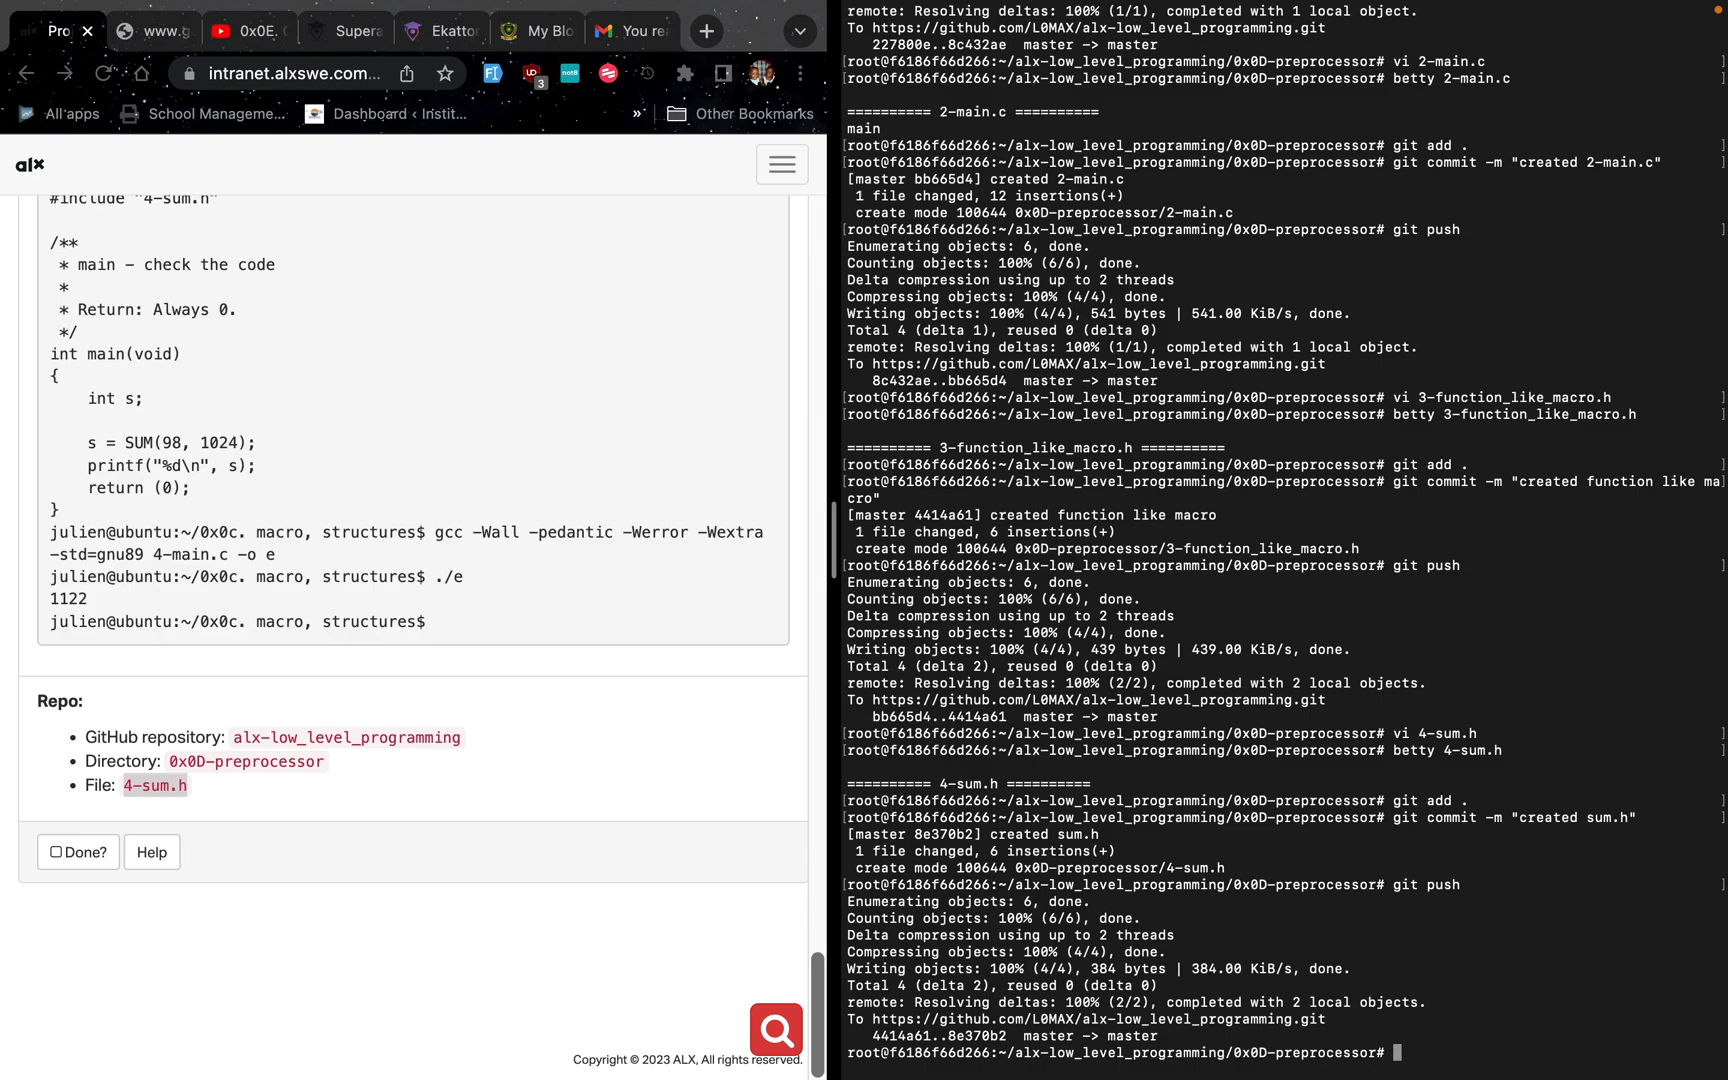 Pro
www.g
0x0E.
Supera
Ekattor
My Blo
You rea
intranet.alxswe.com...
3
not8
All apps
School Manageme...
Dashboard ‹ Instit...
»
Other Bookmarks
alx
#include "4-sum.h"
/**
 * main - check the code
 *
 * Return: Always 0.
 */
int main(void)
{
    int s;
    s = SUM(98, 1024);
    printf("%d\n", s);
    return (0);
}
julien@ubuntu:~/0x0c. macro, structures$ gcc -Wall -pedantic -Werror -Wextra
-std=gnu89 4-main.c -o e
julien@ubuntu:~/0x0c. macro, structures$ ./e
1122
julien@ubuntu:~/0x0c. macro, structures$
Repo:
• GitHub repository: alx-low_level_programming
• Directory: 0x0D-preprocessor
• File: 4-sum.h
Done?
Help
Copyright © 2023 ALX, All rights reserved.
remote: Resolving deltas: 100% (1/1), completed with 1 local object.
To https://github.com/L0MAX/alx-low_level_programming.git
   227800e..8c432ae  master -> master
[root@f6186f66d266:~/alx-low_level_programming/0x0D-preprocessor# vi 2-main.c ]
[root@f6186f66d266:~/alx-low_level_programming/0x0D-preprocessor# betty 2-main.c ]
========== 2-main.c ==========
main
[root@f6186f66d266:~/alx-low_level_programming/0x0D-preprocessor# git add . ]
[root@f6186f66d266:~/alx-low_level_programming/0x0D-preprocessor# git commit -m "created 2-main.c" ]
[master bb665d4] created 2-main.c
 1 file changed, 12 insertions(+)
 create mode 100644 0x0D-preprocessor/2-main.c
[root@f6186f66d266:~/alx-low_level_programming/0x0D-preprocessor# git push ]
Enumerating objects: 6, done.
Counting objects: 100% (6/6), done.
Delta compression using up to 2 threads
Compressing objects: 100% (4/4), done.
Writing objects: 100% (4/4), 541 bytes | 541.00 KiB/s, done.
Total 4 (delta 1), reused 0 (delta 0)
remote: Resolving deltas: 100% (1/1), completed with 1 local object.
To https://github.com/L0MAX/alx-low_level_programming.git
   8c432ae..bb665d4  master -> master
[root@f6186f66d266:~/alx-low_level_programming/0x0D-preprocessor# vi 3-function_like_macro.h ]
[root@f6186f66d266:~/alx-low_level_programming/0x0D-preprocessor# betty 3-function_like_macro.h ]
========== 3-function_like_macro.h ==========
[root@f6186f66d266:~/alx-low_level_programming/0x0D-preprocessor# git add . ]
[root@f6186f66d266:~/alx-low_level_programming/0x0D-preprocessor# git commit -m "created function like ma]
cro"
[master 4414a61] created function like macro
 1 file changed, 6 insertions(+)
 create mode 100644 0x0D-preprocessor/3-function_like_macro.h
[root@f6186f66d266:~/alx-low_level_programming/0x0D-preprocessor# git push ]
Enumerating objects: 6, done.
Counting objects: 100% (6/6), done.
Delta compression using up to 2 threads
Compressing objects: 100% (4/4), done.
Writing objects: 100% (4/4), 439 bytes | 439.00 KiB/s, done.
Total 4 (delta 2), reused 0 (delta 0)
remote: Resolving deltas: 100% (2/2), completed with 2 local objects.
To https://github.com/L0MAX/alx-low_level_programming.git
   bb665d4..4414a61  master -> master
[root@f6186f66d266:~/alx-low_level_programming/0x0D-preprocessor# vi 4-sum.h ]
[root@f6186f66d266:~/alx-low_level_programming/0x0D-preprocessor# betty 4-sum.h ]
========== 4-sum.h ==========
[root@f6186f66d266:~/alx-low_level_programming/0x0D-preprocessor# git add . ]
[root@f6186f66d266:~/alx-low_level_programming/0x0D-preprocessor# git commit -m "created sum.h" ]
[master 8e370b2] created sum.h
 1 file changed, 6 insertions(+)
 create mode 100644 0x0D-preprocessor/4-sum.h
[root@f6186f66d266:~/alx-low_level_programming/0x0D-preprocessor# git push ]
Enumerating objects: 6, done.
Counting objects: 100% (6/6), done.
Delta compression using up to 2 threads
Compressing objects: 100% (4/4), done.
Writing objects: 100% (4/4), 384 bytes | 384.00 KiB/s, done.
Total 4 (delta 2), reused 0 (delta 0)
remote: Resolving deltas: 100% (2/2), completed with 2 local objects.
To https://github.com/L0MAX/alx-low_level_programming.git
   4414a61..8e370b2  master -> master
root@f6186f66d266:~/alx-low_level_programming/0x0D-preprocessor#